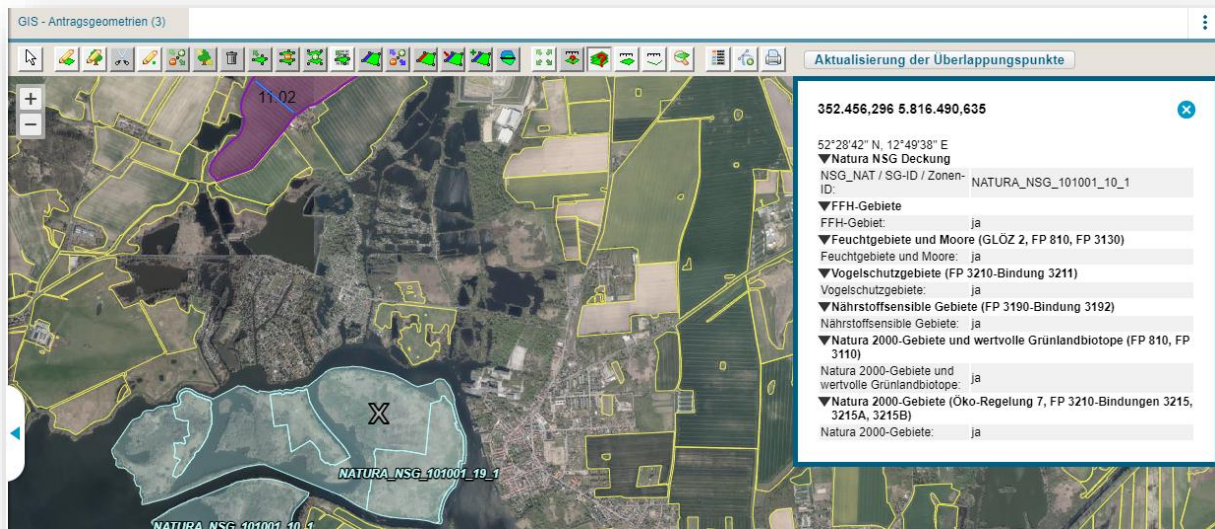 GIS - Antragsgeometrien (3)
Aktualisierung der Überlappungspunkte
+
−
11.02
352.456,296 5.816.490,635
52°28'42" N, 12°49'38" E
▼Natura NSG Deckung
NSG_NAT / SG-ID / Zonen-
ID: NATURA_NSG_101001_10_1
▼FFH-Gebiete
FFH-Gebiet: ja
▼Feuchtgebiete und Moore (GLÖZ 2, FP 810, FP 3130)
Feuchtgebiete und Moore: ja
▼Vogelschutzgebiete (FP 3210-Bindung 3211)
Vogelschutzgebiete: ja
▼Nährstoffsensible Gebiete (FP 3190-Bindung 3192)
Nährstoffsensible Gebiete: ja
▼Natura 2000-Gebiete und wertvolle Grünlandbiotope (FP 810, FP
3110)
Natura 2000-Gebiete und
wertvolle Grünlandbiotope: ja
▼Natura 2000-Gebiete (Öko-Regelung 7, FP 3210-Bindungen 3215,
3215A, 3215B)
Natura 2000-Gebiete: ja
X
NATURA_NSG_101001_19_1
NATURA_NSG_101001_10_1